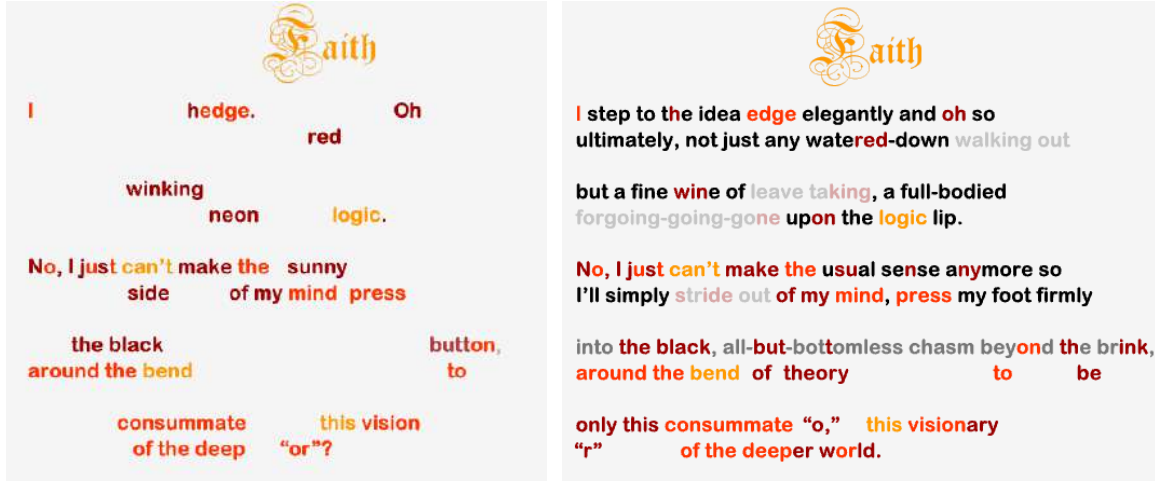 Faith
I hedge. Oh
red
winking
neon logic.
No, I just can't make the sunny
side of my mind press
the black button,
around the bend to
consummate this vision
of the deep "or"?
Faith
I step to the idea edge elegantly and oh so
ultimately, not just any watered-down walking out
but a fine wine of leave taking, a full-bodied
forgoing-going-gone upon the logic lip.
No, I just can't make the usual sense anymore so
I'll simply stride out of my mind, press my foot firmly
into the black, all-but-bottomless chasm beyond the brink,
around the bend of theory to be
only this consummate "o," this visionary
"r" of the deeper world.